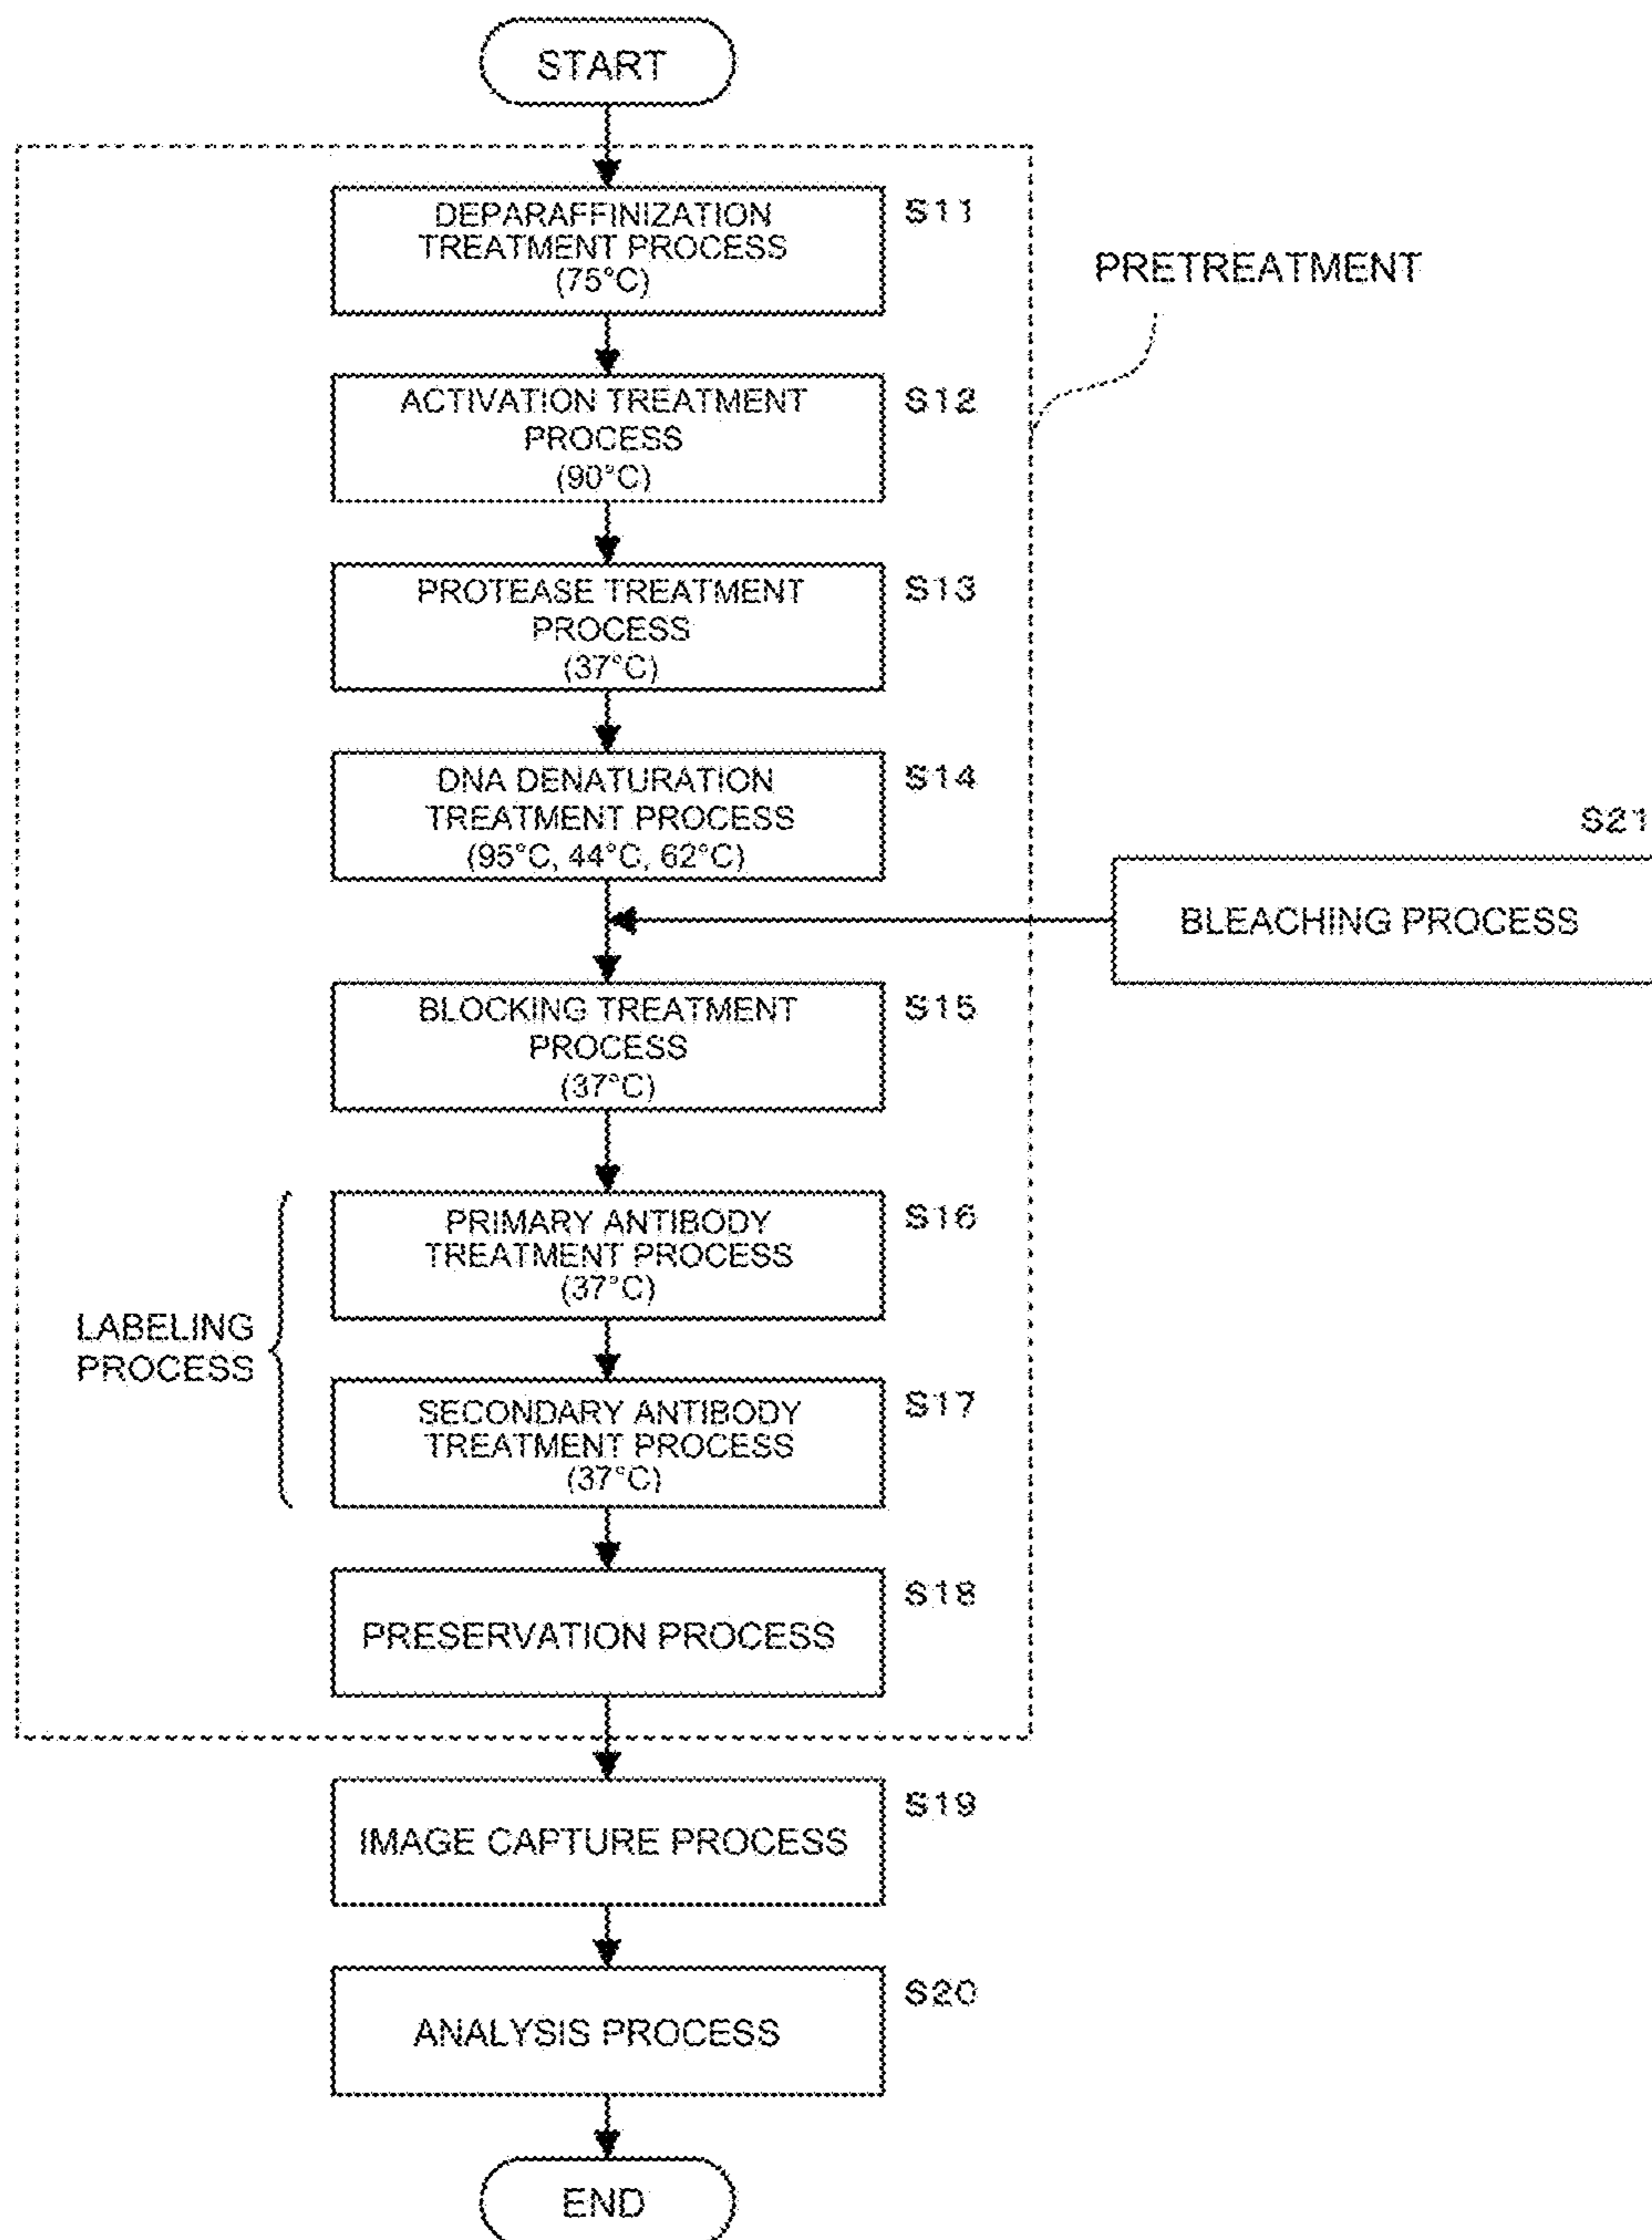 START
DEPARAFFINIZATION
TREATMENT PROCESS
(75°C)
S11
PRETREATMENT
ACTIVATION TREATMENT
PROCESS
(90°C)
S12
PROTEASE TREATMENT
PROCESS
(37°C)
S13
DNA DENATURATION
TREATMENT PROCESS
(95°C, 44°C, 62°C)
S14
S21
BLEACHING PROCESS
BLOCKING TREATMENT
PROCESS
(37°C)
S15
LABELING
PROCESS
PRIMARY ANTIBODY
TREATMENT PROCESS
(37°C)
S16
SECONDARY ANTIBODY
TREATMENT PROCESS
(37°C)
S17
PRESERVATION PROCESS
S18
IMAGE CAPTURE PROCESS
S19
ANALYSIS PROCESS
S20
END